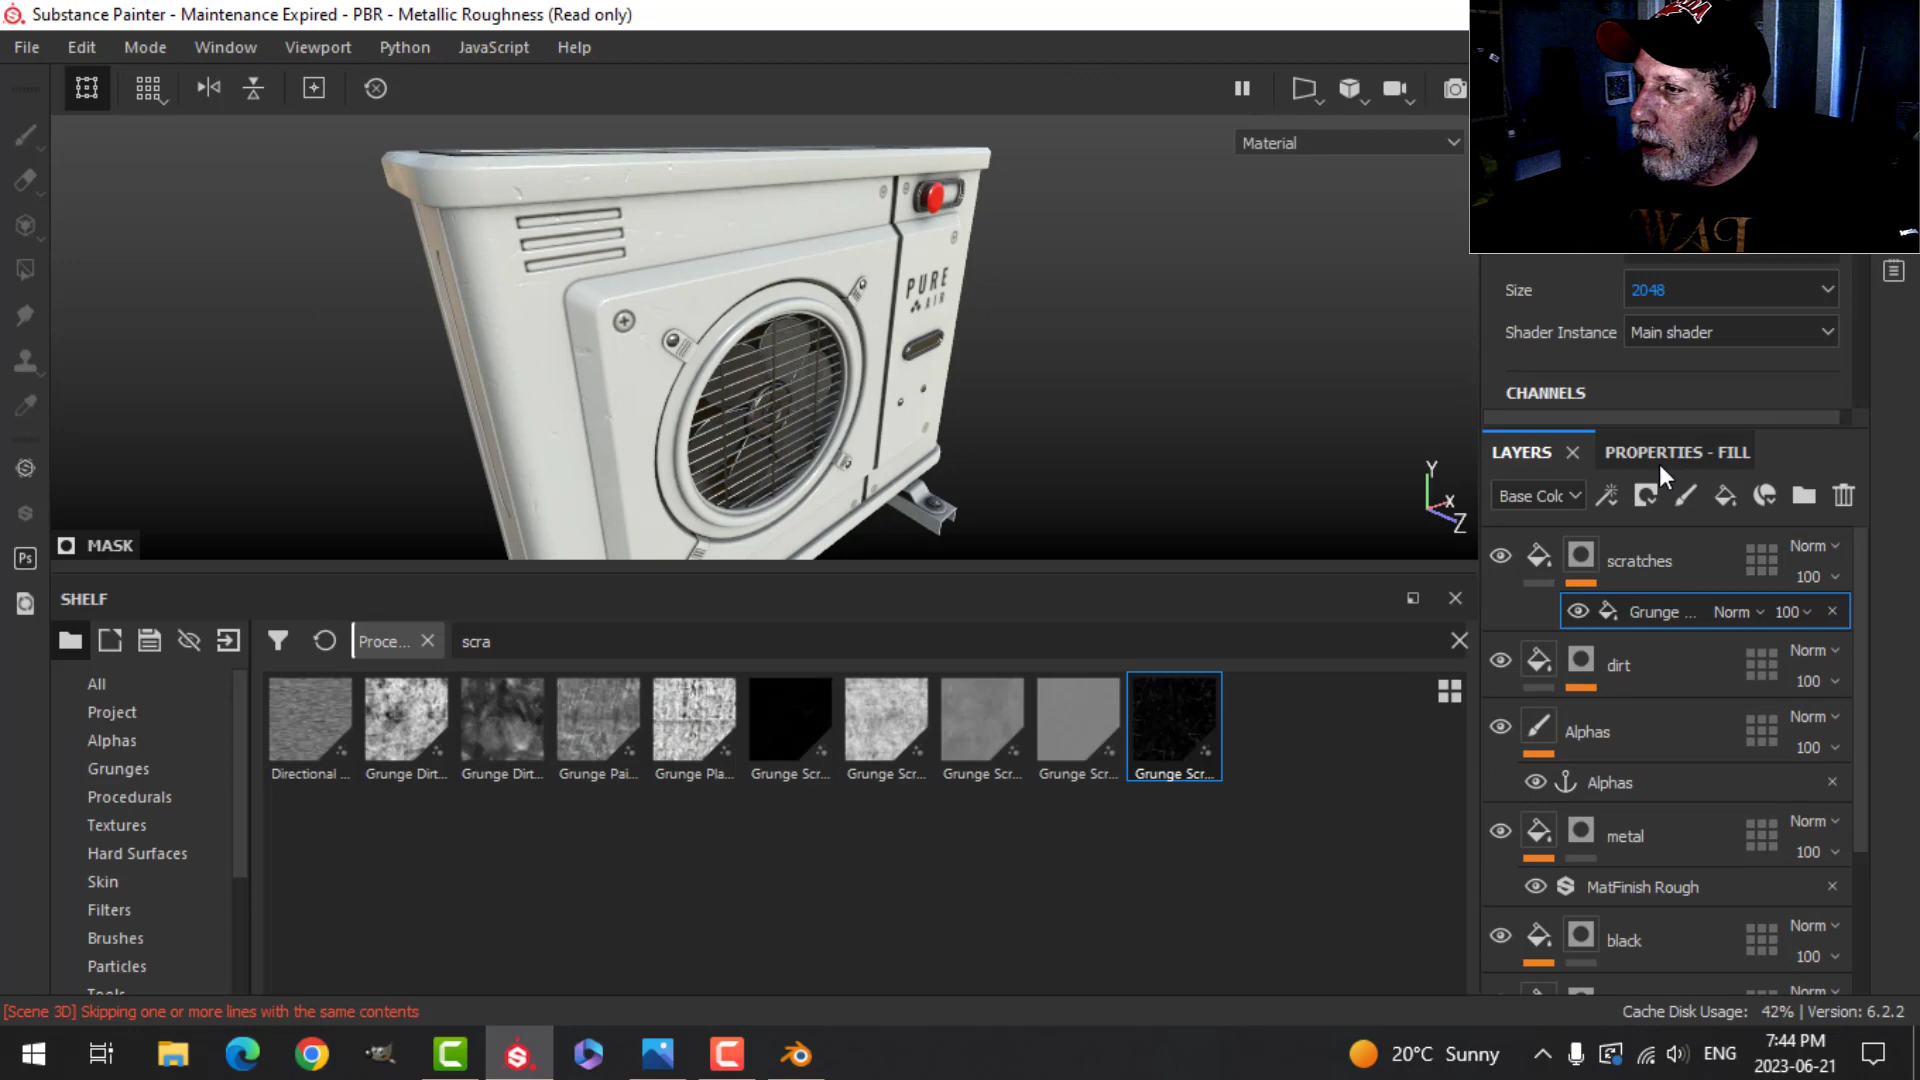 Substance Painter - Maintenance Expired - PBR - Metallic Roughness (Read only)
File Edit Mode Window Viewport Python JavaScript Help
Material
PURE
AIR
MASK
Size 2048
Shader Instance Main shader
CHANNELS
LAYERS PROPERTIES - FILL
Base Colc
scratches Norm 100
Grunge ... Norm 100
dirt Norm 100
Alphas Norm 100
Alphas
metal Norm 100
MatFinish Rough
black Norm 100
Norm
SHELF
Proce... scra
All
Project
Alphas
Grunges
Procedurals
Textures
Hard Surfaces
Skin
Filters
Brushes
Particles
Tools
Directional ... Grunge Dirt... Grunge Dirt... Grunge Pai... Grunge Pla... Grunge Scr... Grunge Scr... Grunge Scr... Grunge Scr... Grunge Scr...
Y
X
Z
[Scene 3D] Skipping one or more lines with the same contents
Cache Disk Usage: 42% | Version: 6.2.2
20°C Sunny
ENG
7:44 PM
2023-06-21